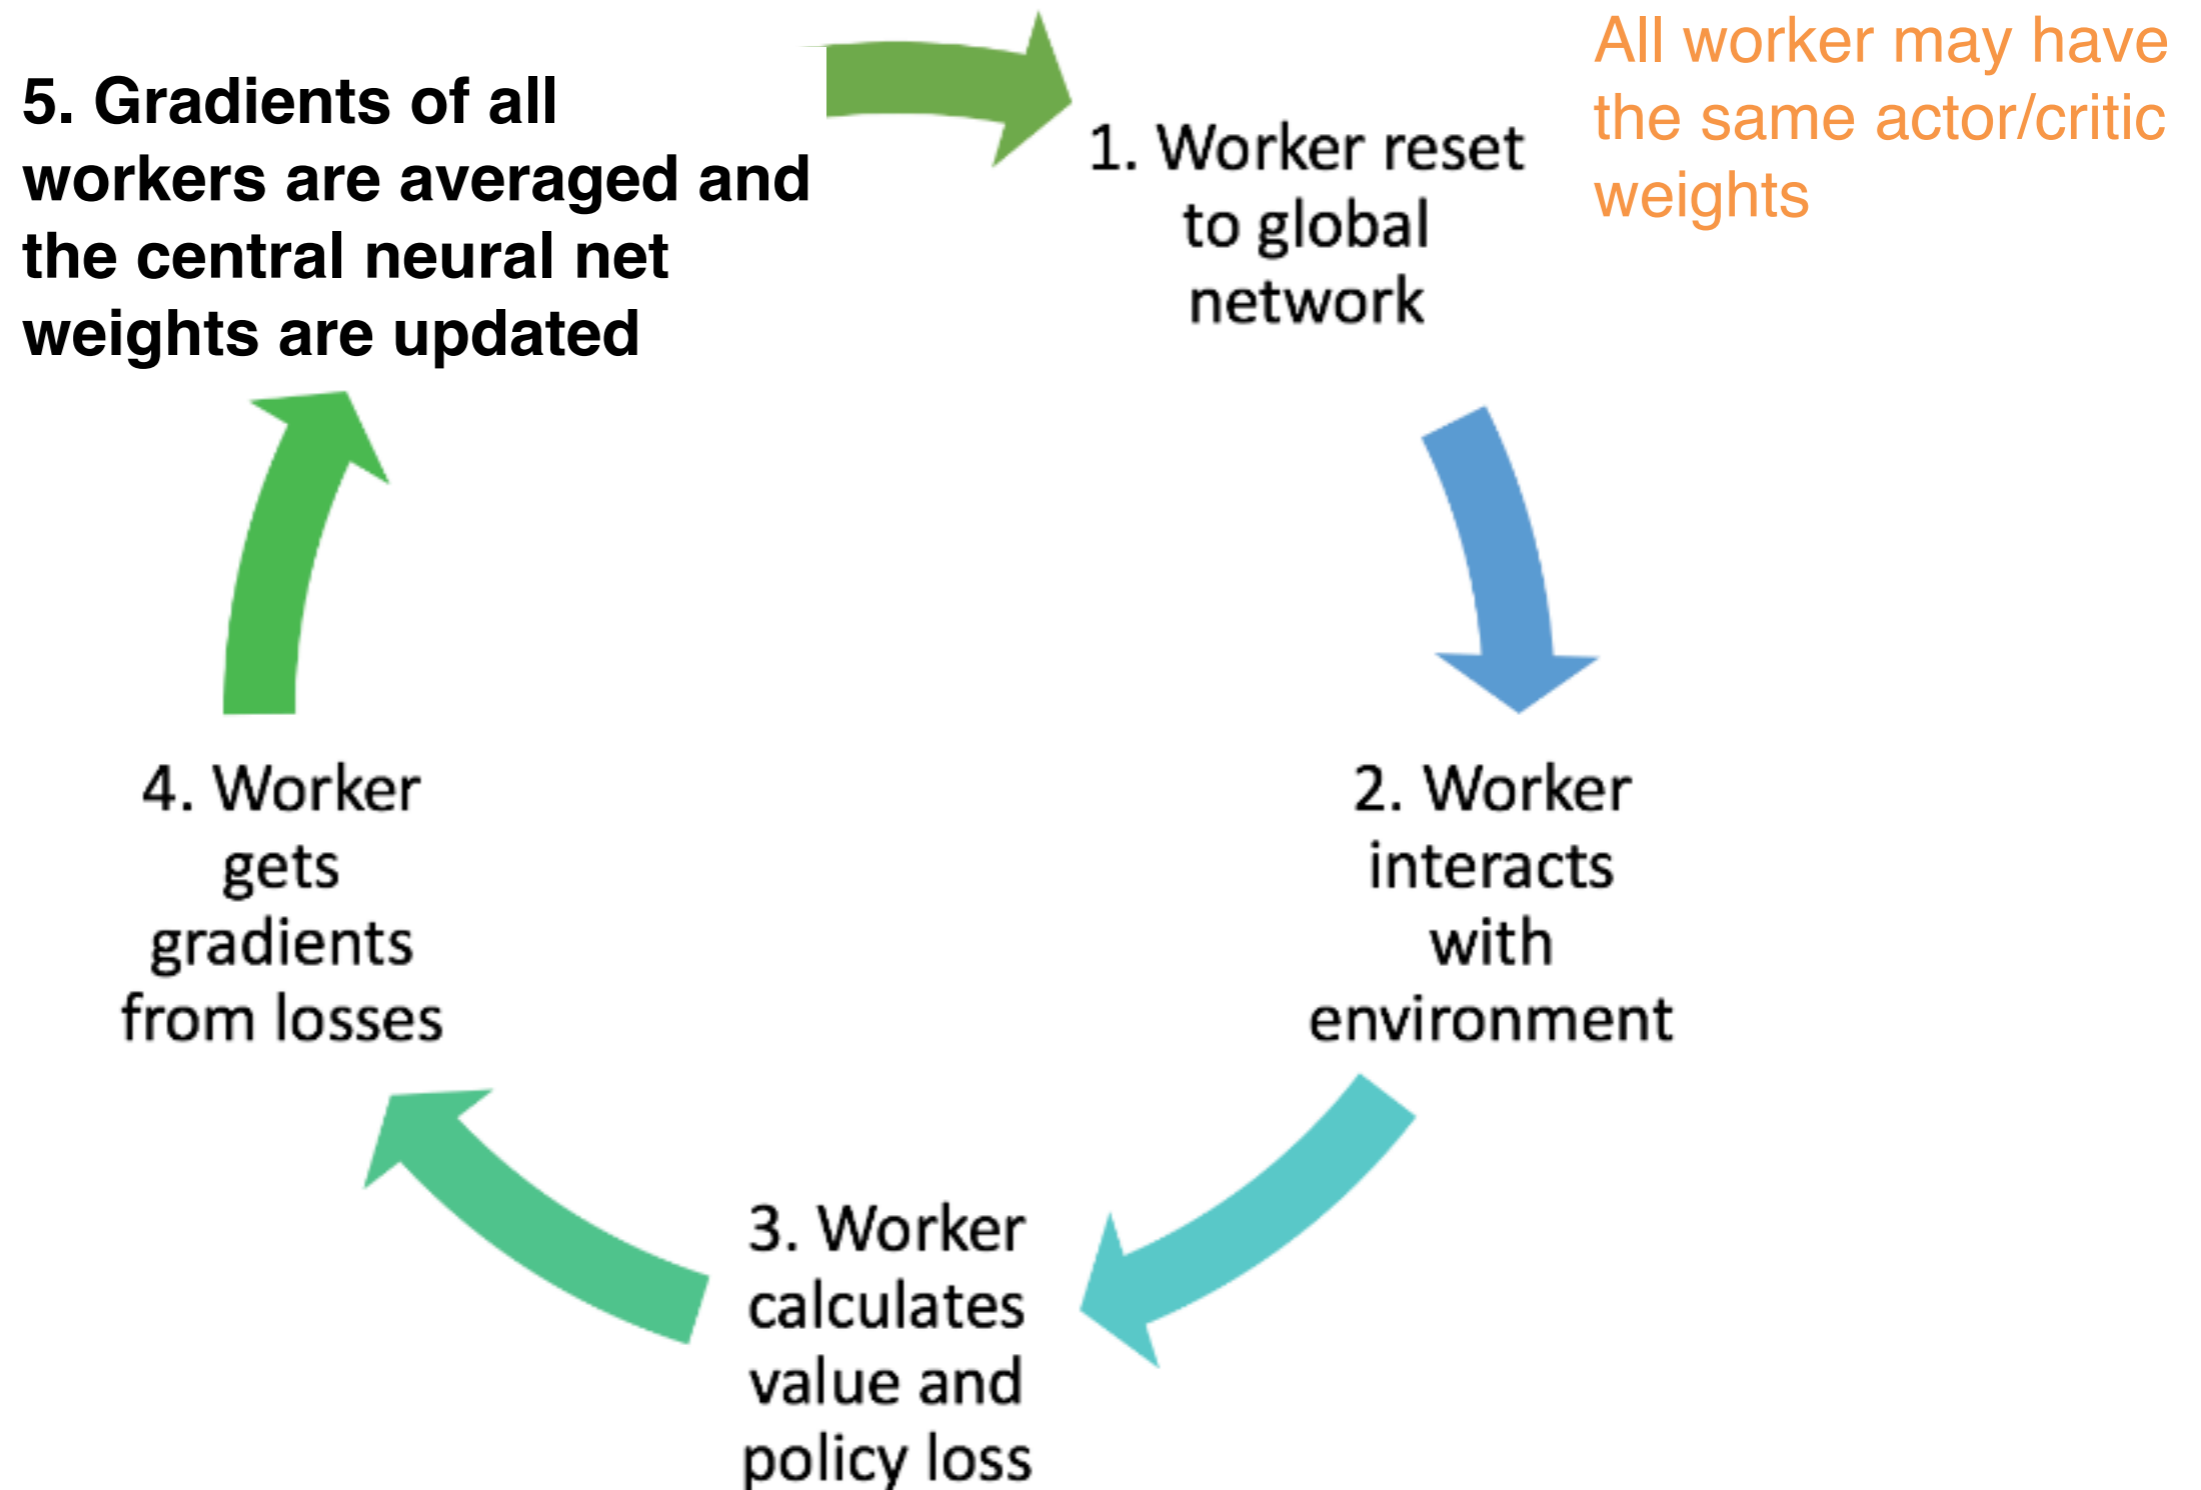 5. Gradients of all
workers are averaged and
the central neural net
weights are updated
1. Worker reset
to global
network
All worker may have
the same actor/critic
weights
2. Worker
interacts
with
environment
3. Worker
calculates
value and
policy loss
4. Worker
gets
gradients
from losses